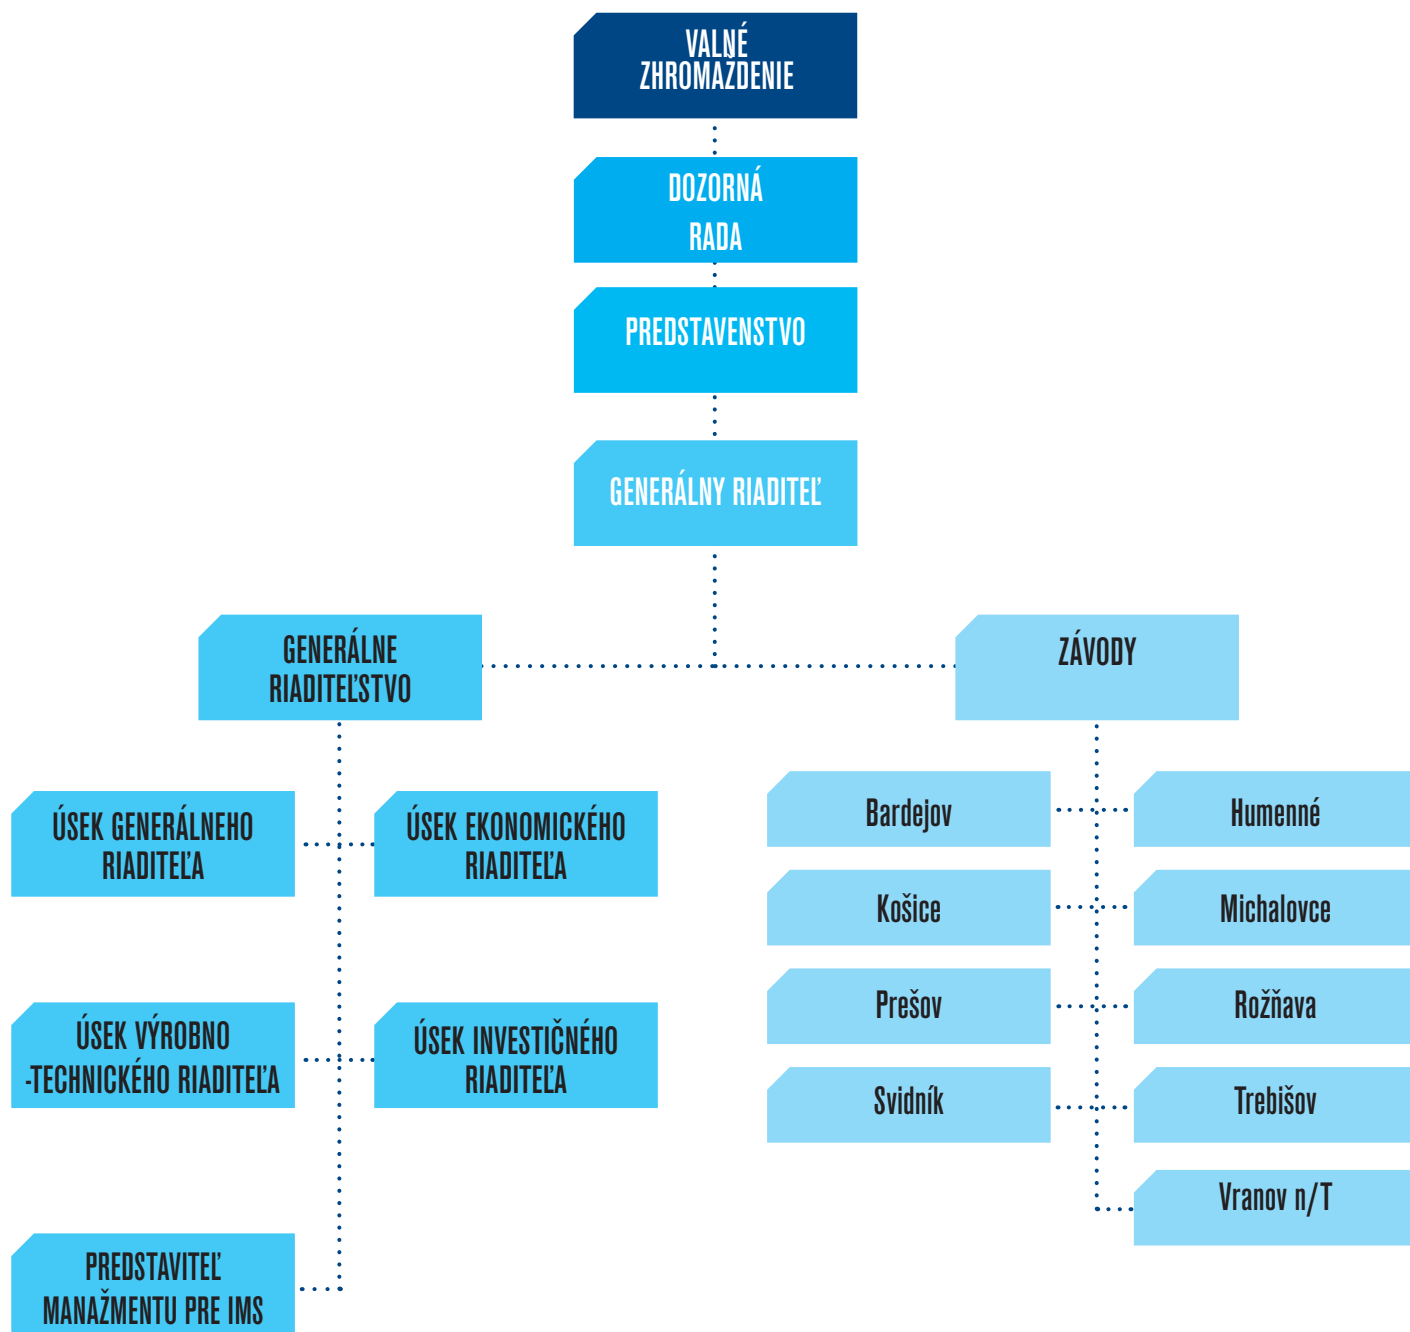 VALNÉ
ZHROMAŽDENIE
DOZORNÁ
RADA
PREDSTAVENSTVO
GENERÁLNY RIADITEĽ
GENERÁLNE
RIADITEĽSTVO
ZÁVODY
ÚSEK GENERÁLNEHO
RIADITEĽA
ÚSEK EKONOMICKÉHO
RIADITEĽA
ÚSEK VÝROBNO
-TECHNICKÉHO RIADITEĽA
ÚSEK INVESTIČNÉHO
RIADITEĽA
PREDSTAVITEĽ
MANAŽMENTU PRE IMS
Bardejov
Humenné
Košice
Michalovce
Prešov
Rožňava
Svidník
Trebišov
Vranov n/T